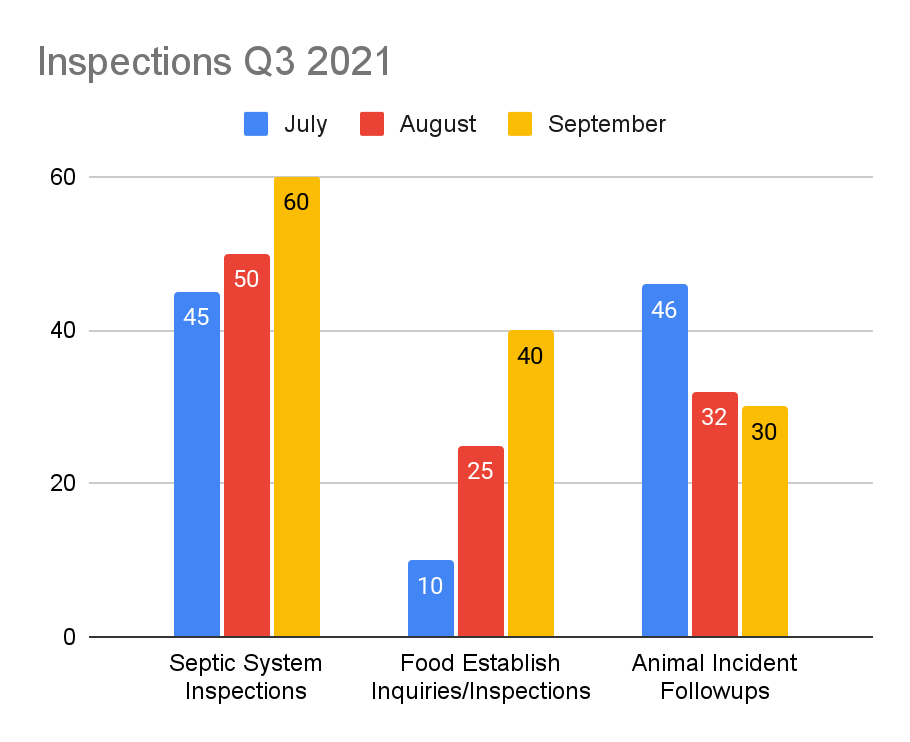 Inspections Q3 2021
July August September
60
40
20
0
45 50 60
10 25 40
46 32 30
Septic System
Inspections
Food Establish
Inquiries/Inspections
Animal Incident
Followups